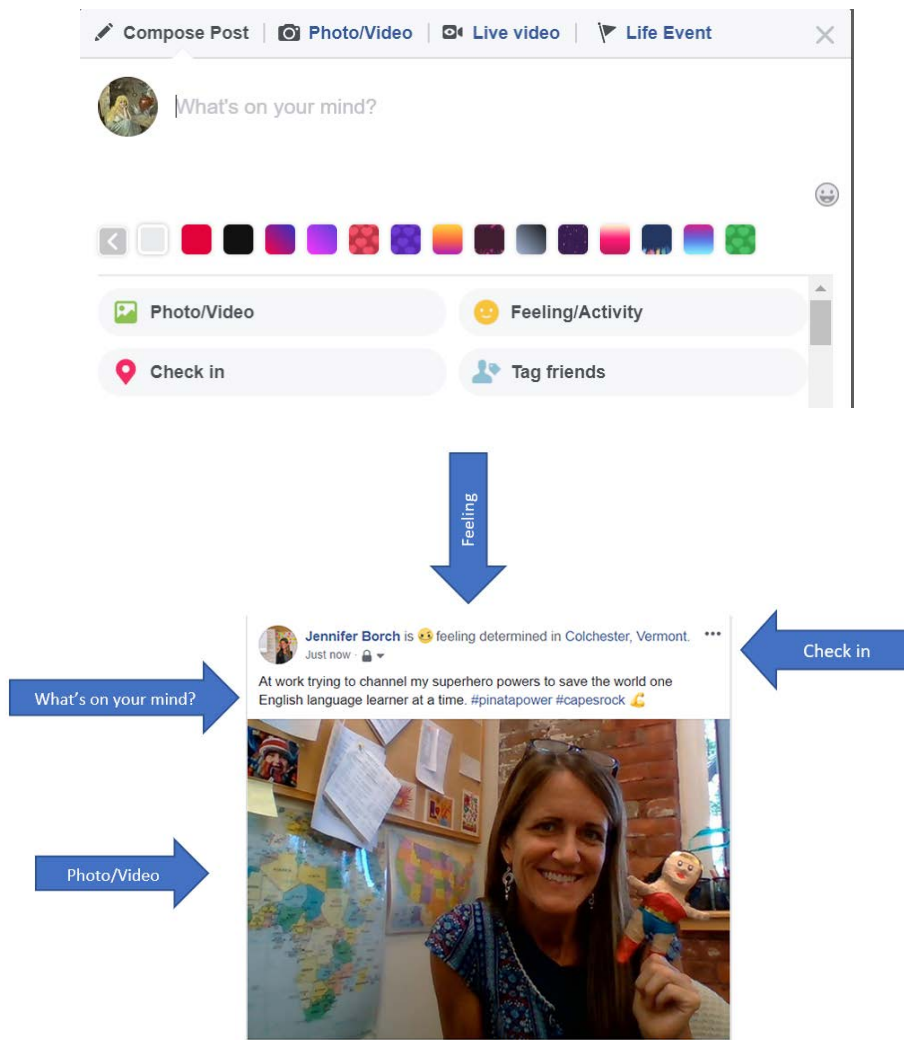 Compose Post | Photo/Video | Live video | Life Event
What's on your mind?
Photo/Video
Feeling/Activity
Check in
Tag friends
Feeling
Jennifer Borch is feeling determined in Colchester, Vermont.
Just now ·
Check in
What's on your mind?
At work trying to channel my superhero powers to save the world one
English language learner at a time. #pinatapower #capesrock
Photo/Video